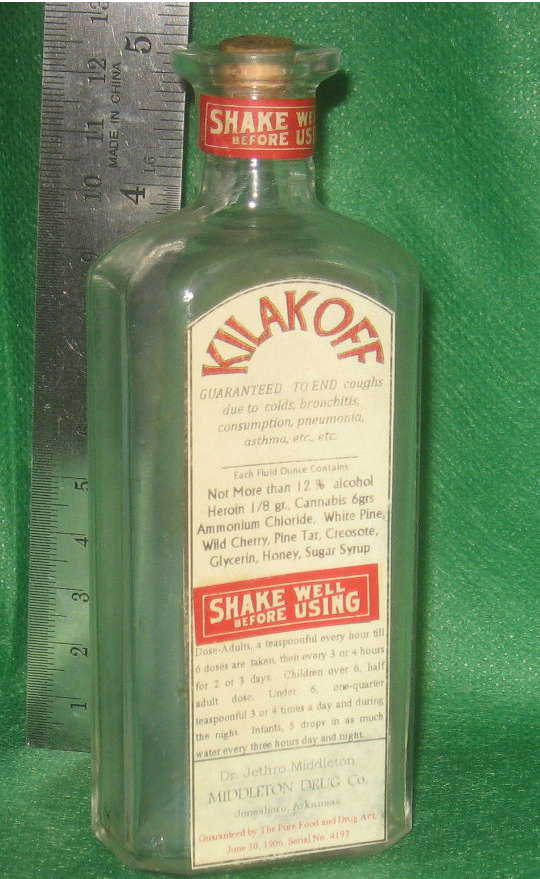 SHAKE WE
BEFORE US
KILAKOFF
GUARANTEED TO END coughs
due to colds, bronchitis,
consumption, pneumonia,
asthma, etc., etc.
Each Fluid Ounce Contains
Not More than 12 % alcohol
Heroin 1/8 gr., Cannabis 6grs
Ammonium Chloride, White Pine,
Wild Cherry, Pine Tar, Creosote,
Glycerin, Honey, Sugar Syrup
SHAKE WELL
BEFORE USING
Dose-Adults, a teaspoonful every hour till
6 doses are taken, then every 3 or 4 hours
for 2 or 3 days. Children over 6, half
adult dose. Under 6, one-quarter
teaspoonful 3 or 4 times a day and during
the night. Infants, 5 drops in as much
water every three hours day and night.
Dr. Jethro Middleton
MIDDLETON DRUG Co.
Jonesboro, Arkansas
Guaranteed by The Pure Food and Drug Act,
June 30, 1906. Serial No. 4197
MADE IN CHINA
13
12
11
10
9
5
4
3
2
1
5
4
16